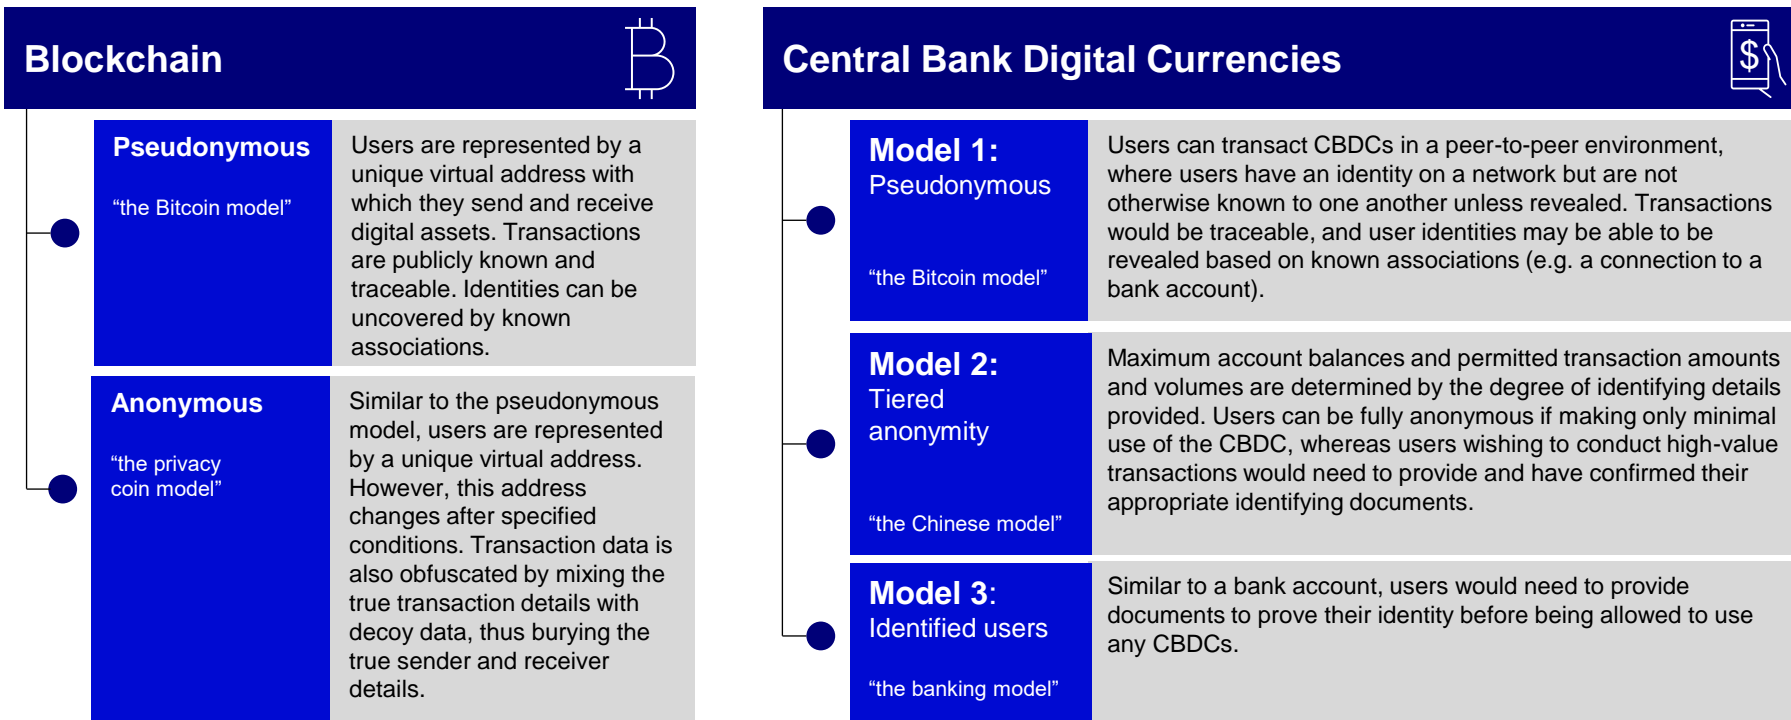 Blockchain
Pseudonymous
“the Bitcoin model”
Users are represented by a
unique virtual address with
which they send and receive
digital assets. Transactions
are publicly known and
traceable. Identities can be
uncovered by known
associations.
Anonymous
“the privacy
coin model”
Similar to the pseudonymous
model, users are represented
by a unique virtual address.
However, this address
changes after specified
conditions. Transaction data is
also obfuscated by mixing the
true transaction details with
decoy data, thus burying the
true sender and receiver
details.
Central Bank Digital Currencies
$
Model 1:
Pseudonymous
“the Bitcoin model”
Users can transact CBDCs in a peer-to-peer environment,
where users have an identity on a network but are not
otherwise known to one another unless revealed. Transactions
would be traceable, and user identities may be able to be
revealed based on known associations (e.g. a connection to a
bank account).
Model 2:
Tiered
anonymity
“the Chinese model”
Maximum account balances and permitted transaction amounts
and volumes are determined by the degree of identifying details
provided. Users can be fully anonymous if making only minimal
use of the CBDC, whereas users wishing to conduct high-value
transactions would need to provide and have confirmed their
appropriate identifying documents.
Model 3:
Identified users
“the banking model”
Similar to a bank account, users would need to provide
documents to prove their identity before being allowed to use
any CBDCs.